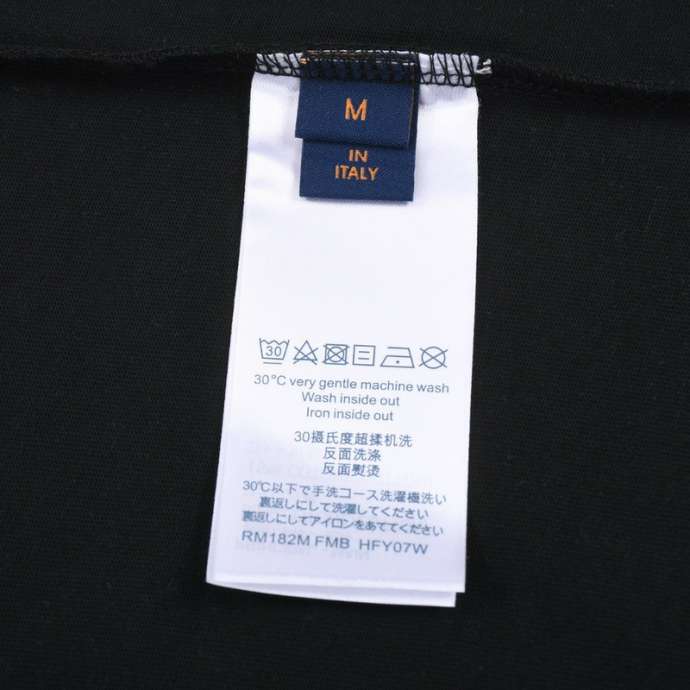 M
IN
ITALY
30
30°C very gentle machine wash
Wash inside out
Iron inside out
30摄氏度超揉机洗
反面洗涤
反面熨烫
30℃以下で手洗コース洗濯機洗い
裏返しにして洗濯してください
裏返しにしてアイロンをあててください
RM182M FMB HFY07W